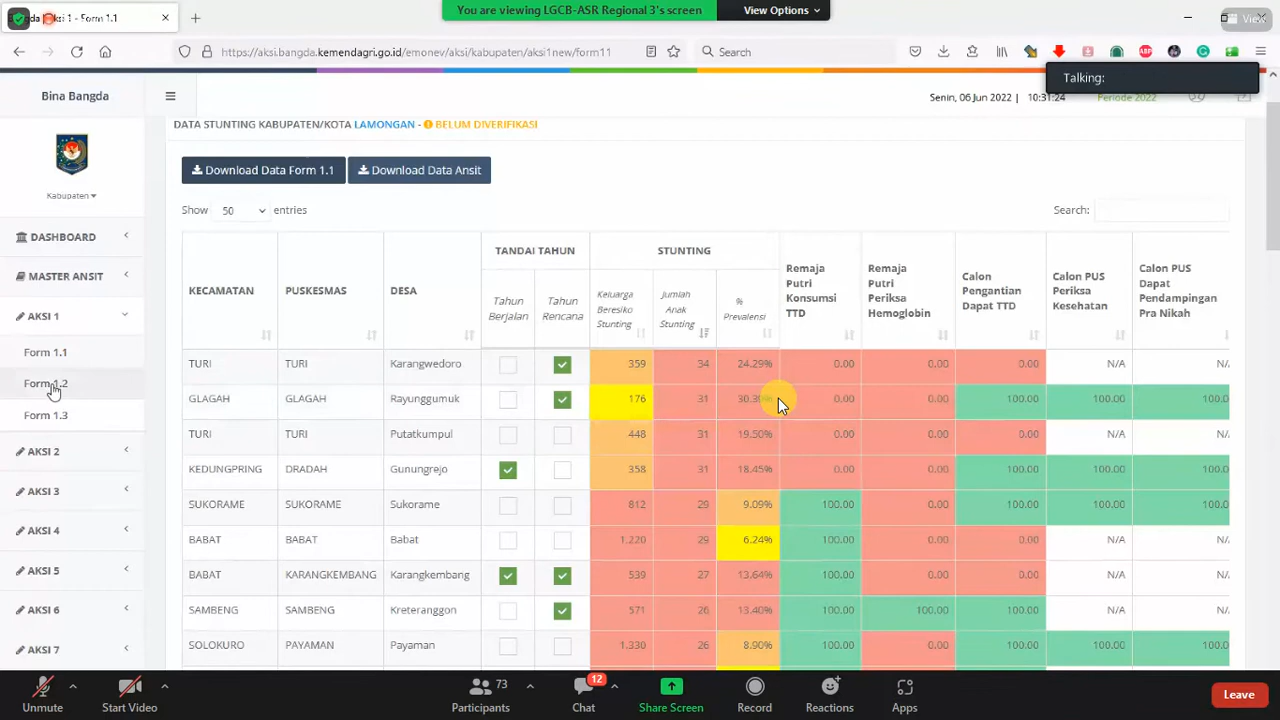 You are viewing LGCB-ASR Regional 3's screen
View Options
View
Aksi 1 - Form 1.1
https://aksi.bangda.kemendagri.go.id/emonev/aksi/kabupaten/aksi1new/form11
Search
Talking:
Bina Bangda
Senin, 06 Jun 2022 | 10:31:24
Periode 2022
DATA STUNTING KABUPATEN/KOTA LAMONGAN - BELUM DIVERIFIKASI
Download Data Form 1.1
Download Data Ansit
Kabupaten
Show 50 entries
Search:
DASHBOARD
MASTER ANSIT
AKSI 1
Form 1.1
Form 1.2
Form 1.3
AKSI 2
AKSI 3
AKSI 4
AKSI 5
AKSI 6
AKSI 7
TANDAI TAHUN
STUNTING
KECAMATAN
PUSKESMAS
DESA
Tahun Berjalan
Tahun Rencana
Keluarga Beresiko Stunting
Jumlah Anak Stunting
% Prevalensi
Remaja Putri Konsumsi TTD
Remaja Putri Periksa Hemoglobin
Calon Pengantian Dapat TTD
Calon PUS Periksa Kesehatan
Calon PUS Dapat Pendampingan Pra Nikah
TURI TURI Karangwedoro 359 34 24.29% 0.00 0.00 0.00 N/A N/
GLAGAH GLAGAH Rayunggumuk 176 31 0.00 0.00 100.00 100.00 100.0
TURI TURI Putatkumpul 448 31 19.50% 0.00 0.00 0.00 N/A N/
KEDUNGPRING DRADAH Gunungrejo 358 31 18.45% 0.00 0.00 100.00 100.00 100.0
SUKORAME SUKORAME Sukorame 812 29 9.09% 100.00 0.00 100.00 100.00 100.0
BABAT BABAT Babat 1.220 29 6.24% 100.00 0.00 0.00 N/A N/
BABAT KARANGKEMBANG Karangkembang 539 27 13.64% 100.00 0.00 0.00 N/A N/
SAMBENG SAMBENG Kreteranggon 571 26 13.40% 100.00 100.00 100.00 N/A N/
SOLOKURO PAYAMAN Payaman 1.330 26 8.90% 100.00 0.00 100.00 100.00 100.0
Unmute
Start Video
73
Participants
12
Chat
Share Screen
Record
Reactions
Apps
Leave